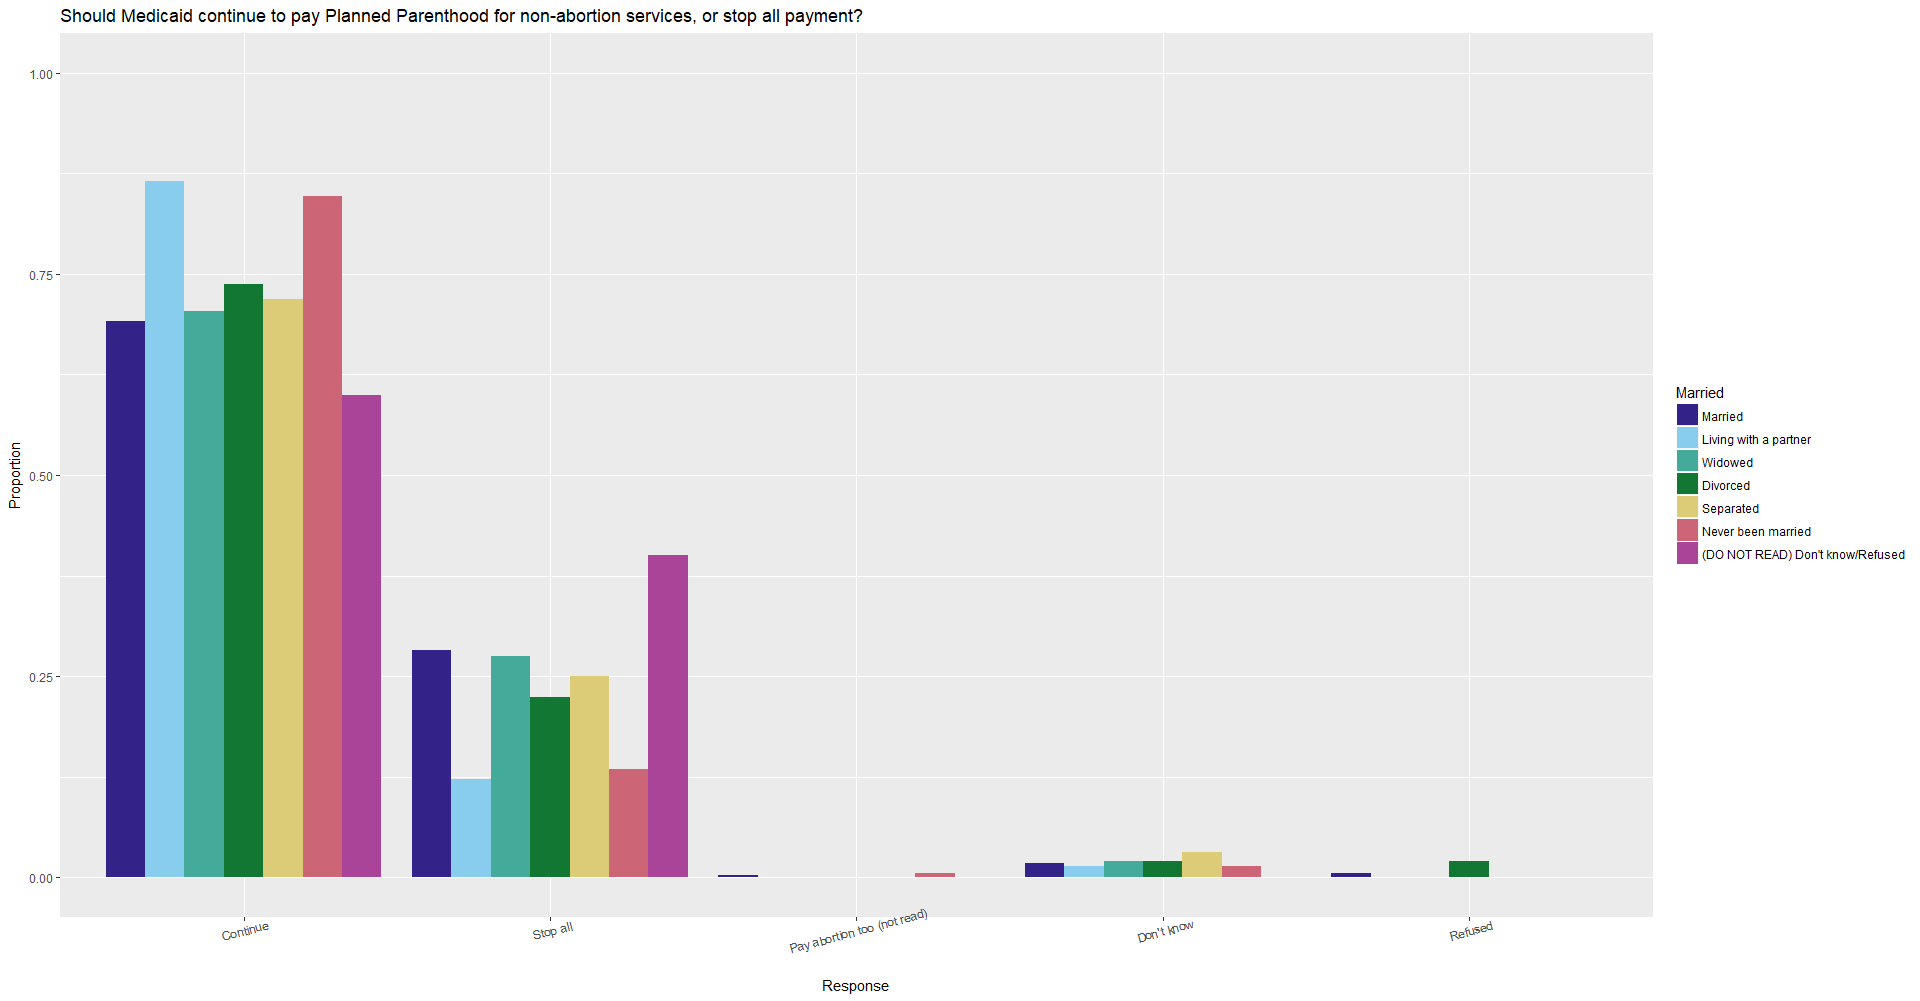 Should Medicaid continue to pay Planned Parenthood for non-abortion services, or stop all payment?
1.00
0.75
0.50
0.25
0.00
Proportion
Continue
Stop all
Pay abortion too (not read)
Don't know
Refused
Response
Married
Married
Living with a partner
Widowed
Divorced
Separated
Never been married
(DO NOT READ) Don't know/Refused